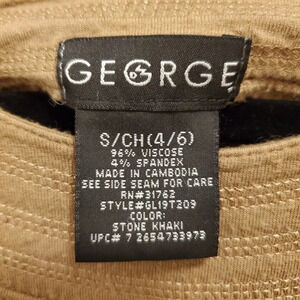 GEORGE
S/CH(4/6)
96% VISCOSE
4% SPANDEX
MADE IN CAMBODIA
SEE SIDE SEAM FOR CARE
RN#31762
STYLE#GL19T209
COLOR:
STONE KHAKI
UPC# 7 2654733973